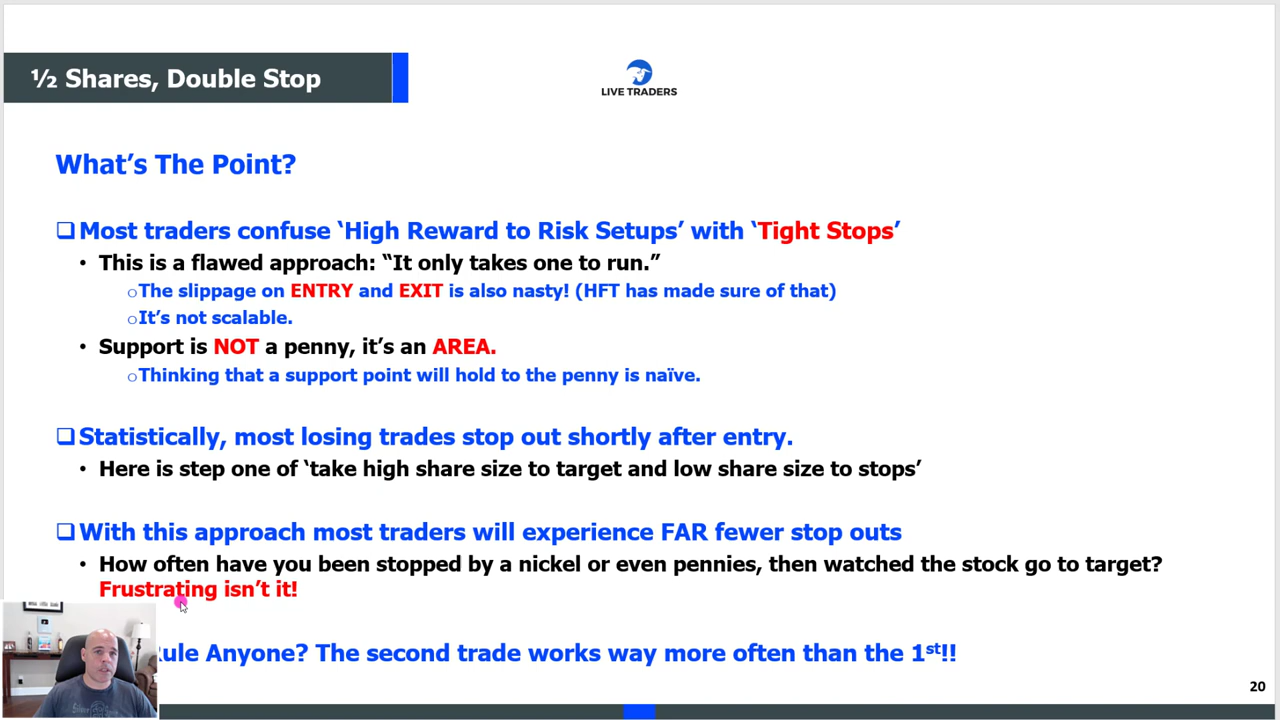 ½ Shares, Double Stop
LIVE TRADERS
What’s The Point?
Most traders confuse ‘High Reward to Risk Setups’ with ‘Tight Stops’
• This is a flawed approach: “It only takes one to run.”
The slippage on ENTRY and EXIT is also nasty! (HFT has made sure of that)
It’s not scalable.
• Support is NOT a penny, it’s an AREA.
Thinking that a support point will hold to the penny is naïve.
Statistically, most losing trades stop out shortly after entry.
• Here is step one of ‘take high share size to target and low share size to stops’
With this approach most traders will experience FAR fewer stop outs
• How often have you been stopped by a nickel or even pennies, then watched the stock go to target?
Frustrating isn’t it!
Rule Anyone? The second trade works way more often than the 1st!!
20